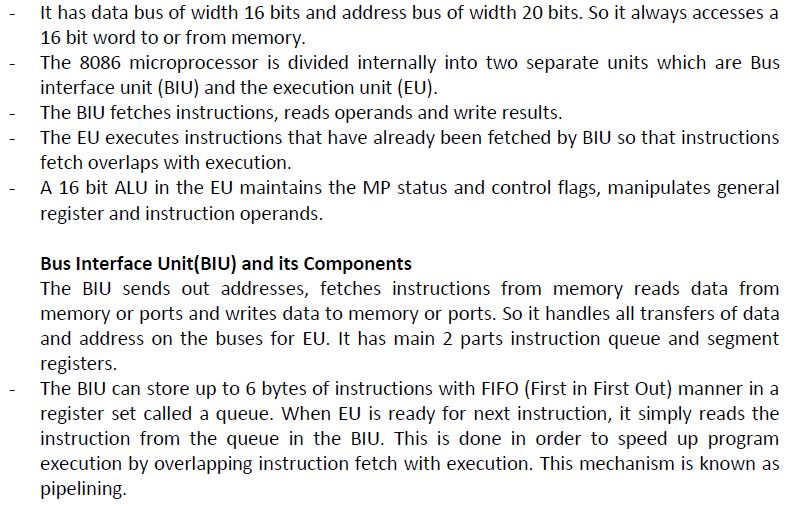 - It has data bus of width 16 bits and address bus of width 20 bits. So it always accesses a
16 bit word to or from memory.
- The 8086 microprocessor is divided internally into two separate units which are Bus
interface unit (BIU) and the execution unit (EU).
- The BIU fetches instructions, reads operands and write results.
- The EU executes instructions that have already been fetched by BIU so that instructions
fetch overlaps with execution.
- A 16 bit ALU in the EU maintains the MP status and control flags, manipulates general
register and instruction operands.
Bus Interface Unit(BIU) and its Components
The BIU sends out addresses, fetches instructions from memory reads data from
memory or ports and writes data to memory or ports. So it handles all transfers of data
and address on the buses for EU. It has main 2 parts instruction queue and segment
registers.
- The BIU can store up to 6 bytes of instructions with FIFO (First in First Out) manner in a
register set called a queue. When EU is ready for next instruction, it simply reads the
instruction from the queue in the BIU. This is done in order to speed up program
execution by overlapping instruction fetch with execution. This mechanism is known as
pipelining.